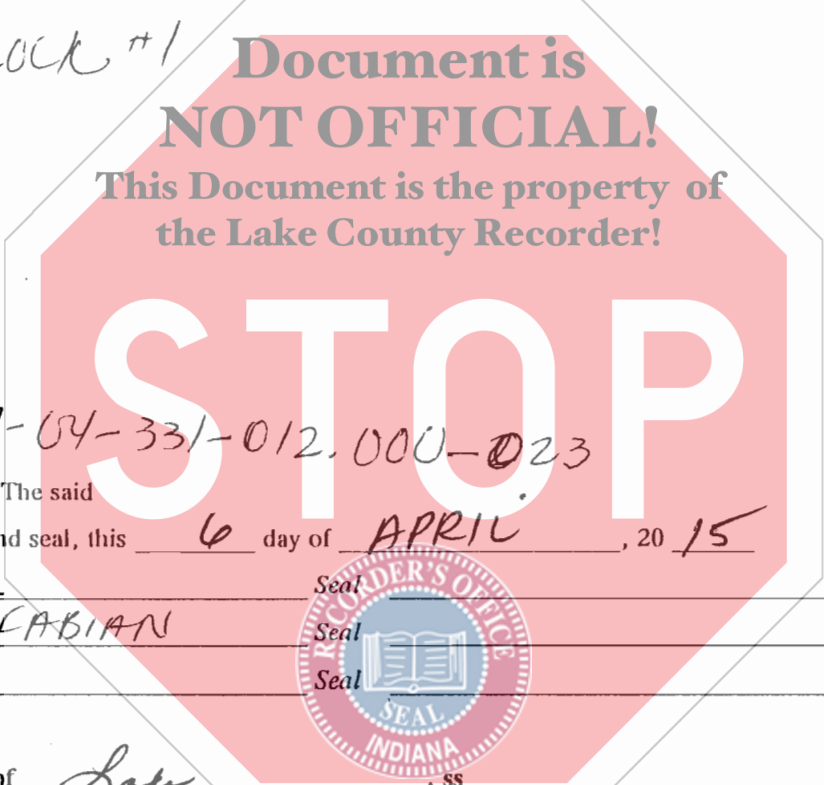 #1
Document is
NOT OFFICIAL!
This Document is the property of
the Lake County Recorder!
STOP
-04-331-012.000-023
The said
nd seal, this 6 day of APRIL, 20 15
Seal
FABIAN Seal
Seal
RECORDER'S OFFICE
SEAL
INDIANA
of Lake, ss